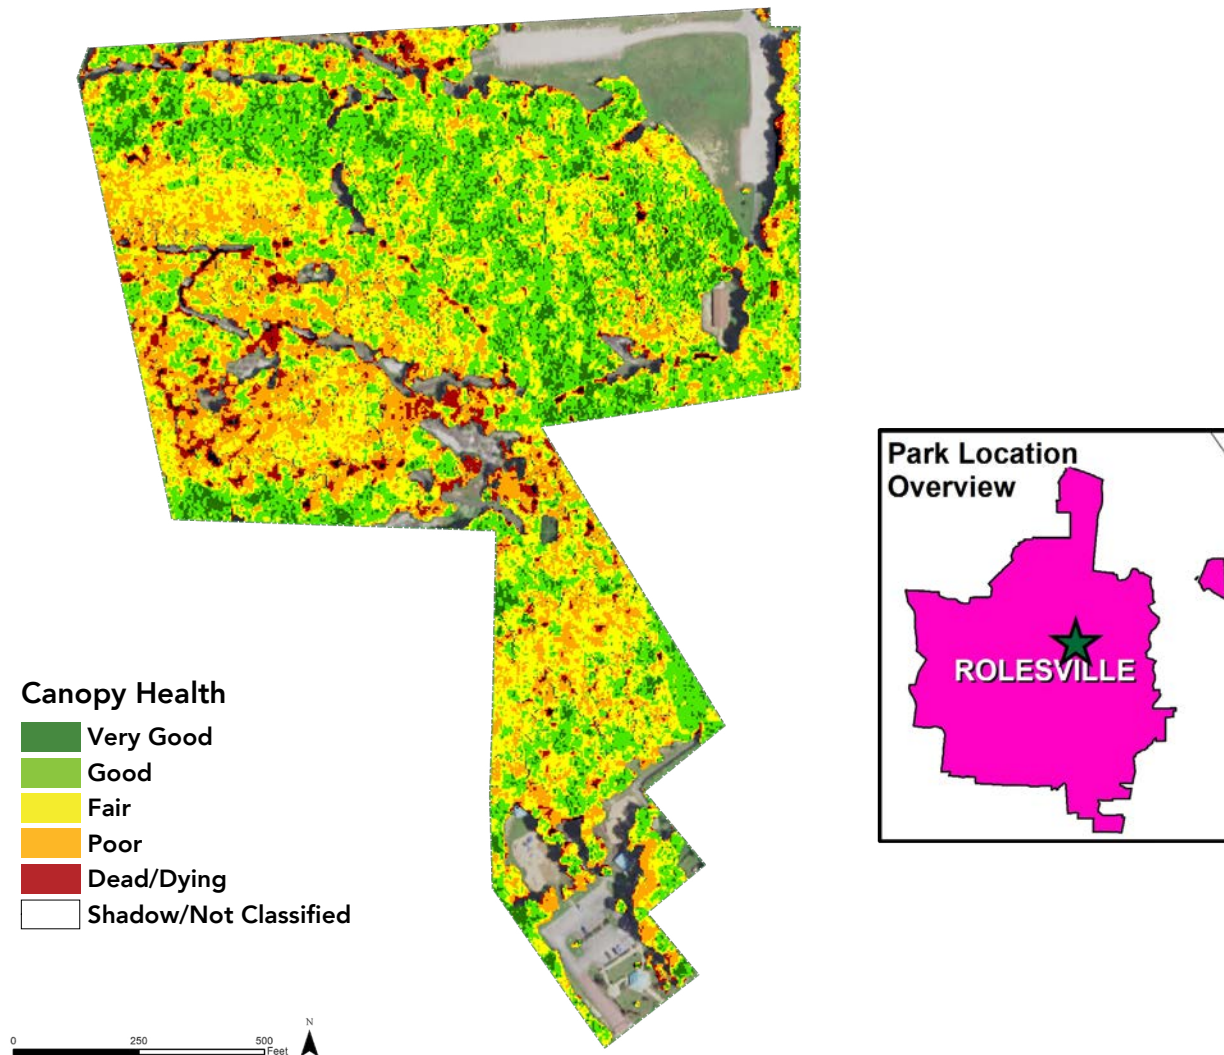 Park Location
Overview
ROLESVILLE
Canopy Health
Very Good
Good
Fair
Poor
Dead/Dying
Shadow/Not Classified
0 250 500
Feet
N